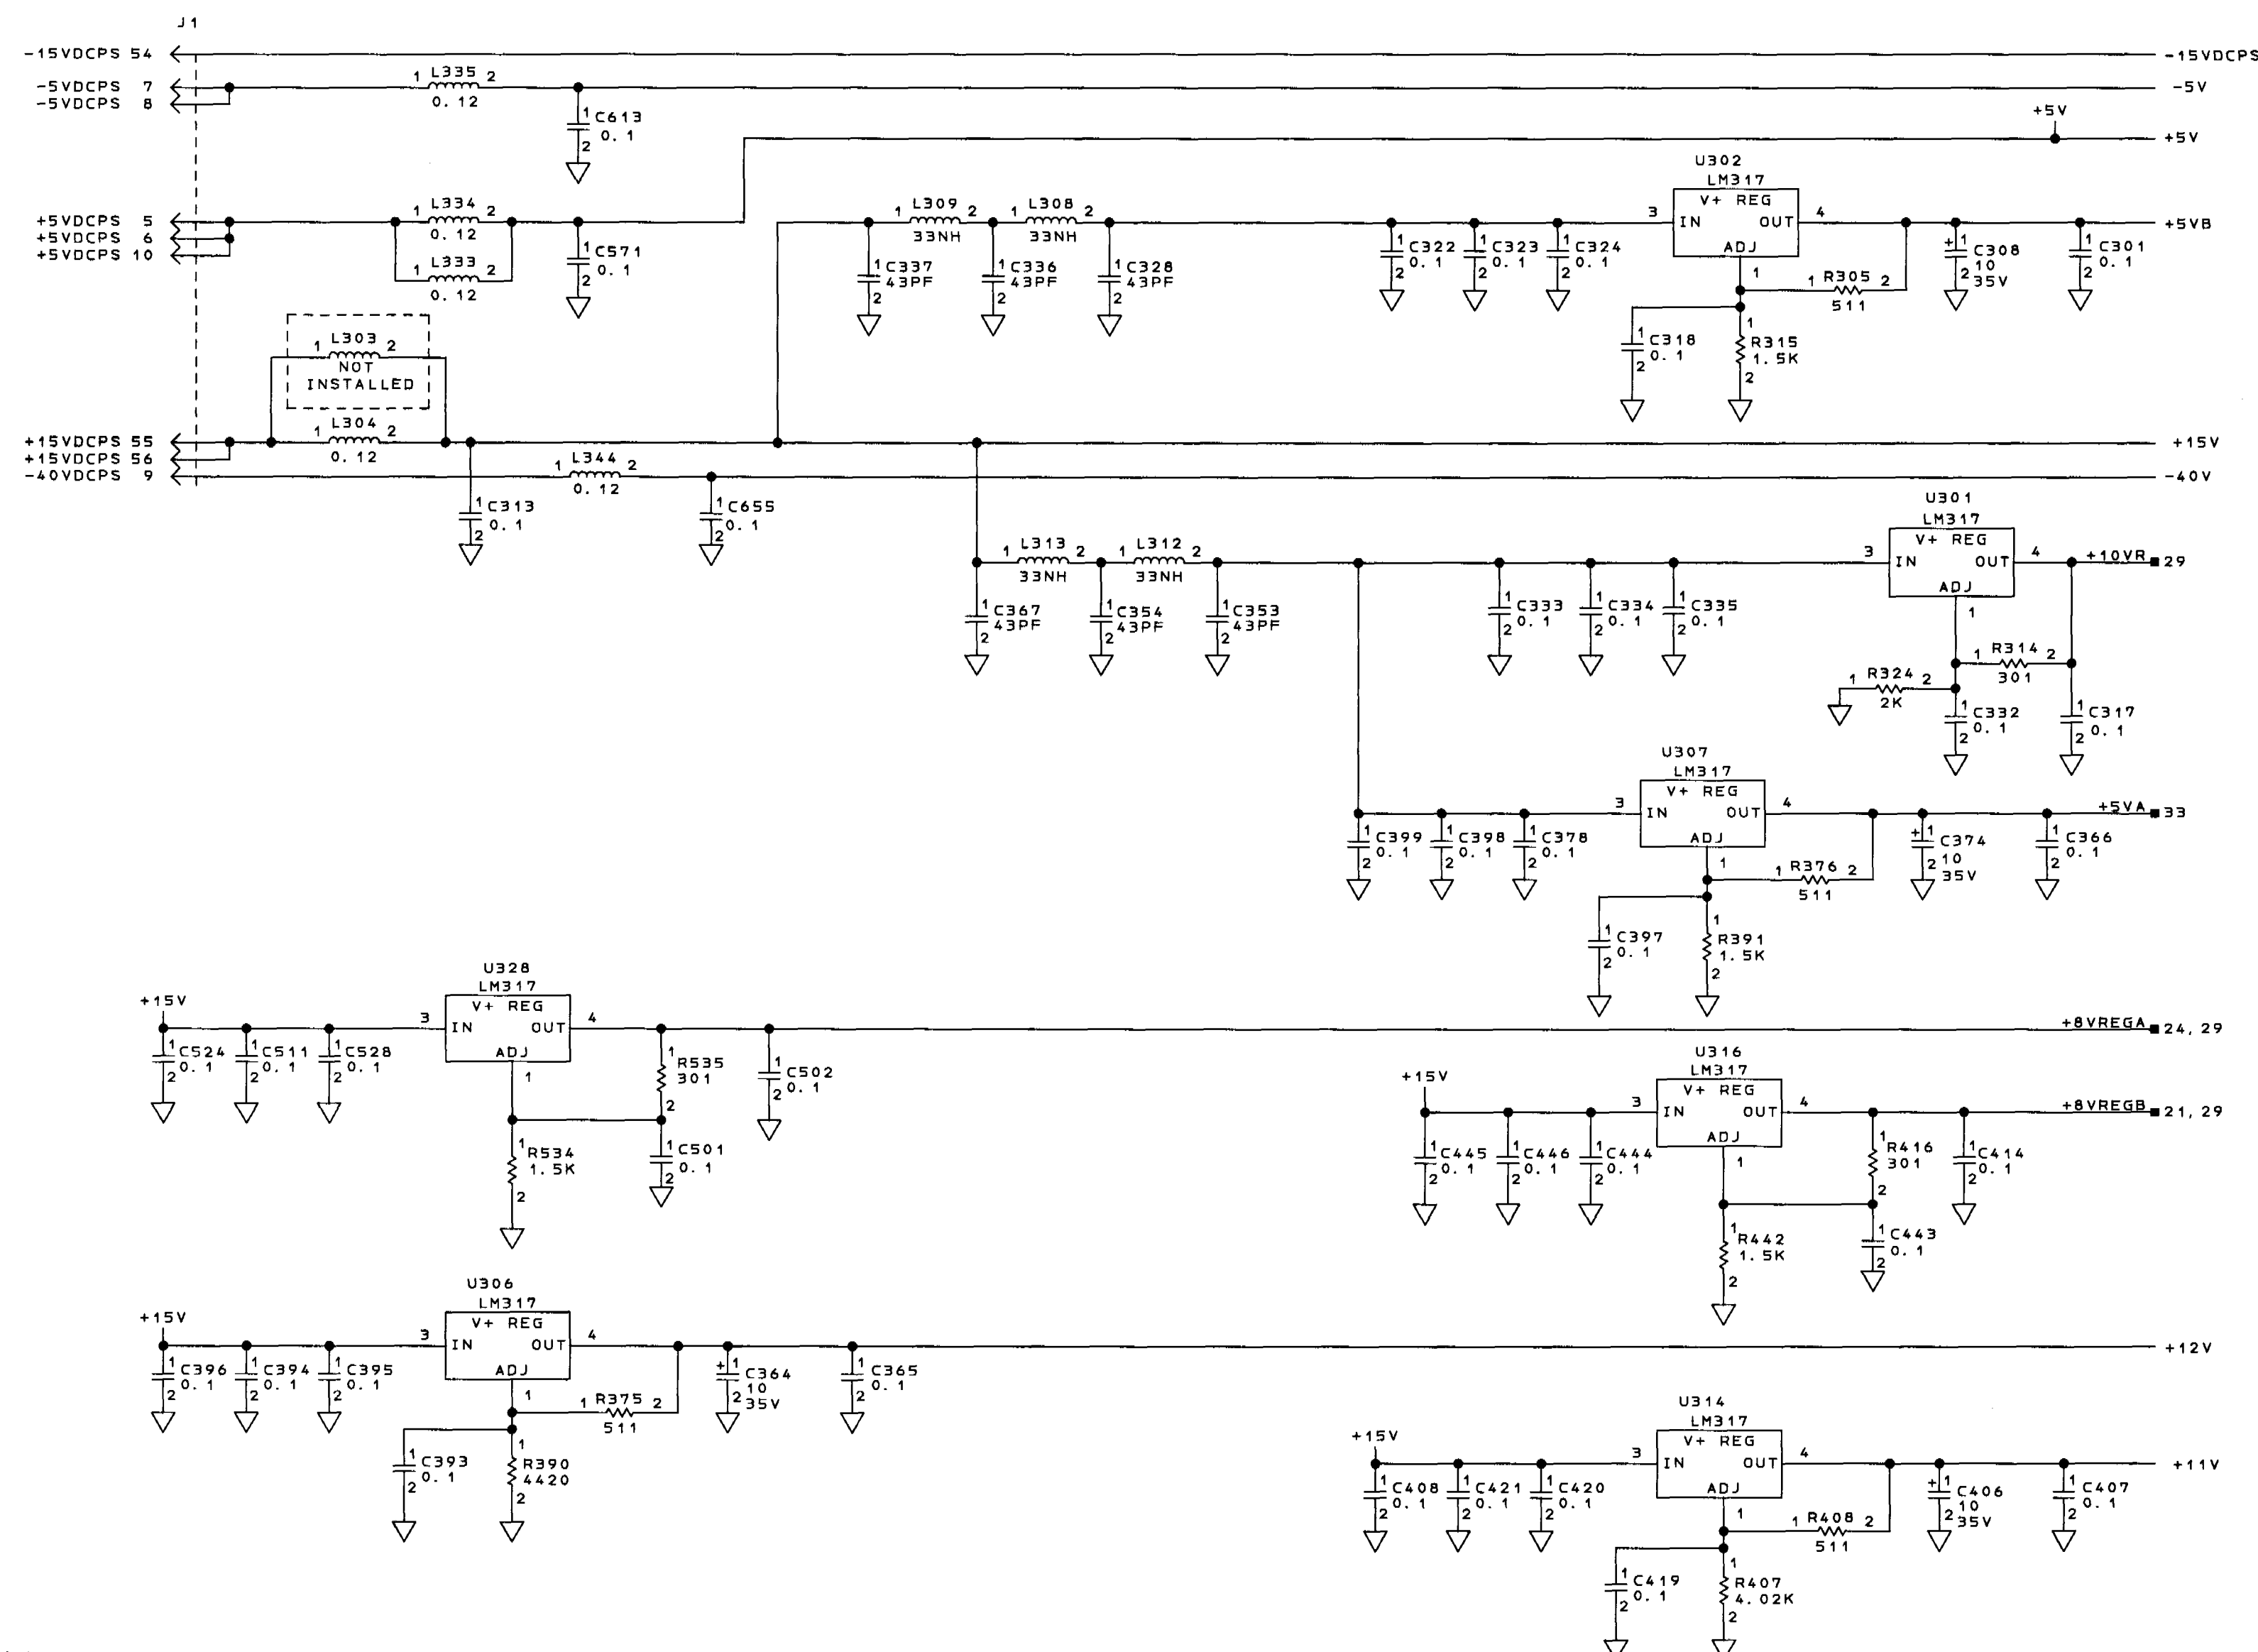 J1
-15VDCPS 54
-15VDCPS
-5VDCPS 7
-5VDCPS 8
1 L335 2
0.12
-5V
1 C613
0.1
2
+5V
+5V
+5VDCPS 5
+5VDCPS 6
+5VDCPS 10
1 L334 2
0.12
1 L333 2
0.12
1 C571
0.1
2
1 L309 2
33NH
1 L308 2
33NH
1 C337
43PF
2
1 C336
43PF
2
1 C328
43PF
2
1 C322
0.1
2
1 C323
0.1
2
1 C324
0.1
2
U302
LM317
V+ REG
3 IN OUT 4
ADJ
1
1 R305 2
511
+1 C308
10
2 35V
1 C301
0.1
2
+5VB
1 C318
0.1
2
1
R315
1.5K
2
1 L303 2
NOT
INSTALLED
1 L304 2
0.12
+15VDCPS 55
+15VDCPS 56
-40VDCPS 9
+15V
1 L344 2
0.12
-40V
1 C313
0.1
2
1 C655
0.1
2
1 L313 2
33NH
1 L312 2
33NH
1 C367
43PF
2
1 C354
43PF
2
1 C353
43PF
2
1 C333
0.1
2
1 C334
0.1
2
1 C335
0.1
2
U301
LM317
V+ REG
3 IN OUT 4
ADJ
1
+10VR 29
1 R314 2
301
1 R324 2
2K
1 C332
0.1
2
1 C317
0.1
2
U307
LM317
V+ REG
3 IN OUT 4
ADJ
1
+5VA 33
1 C399
0.1
2
1 C398
0.1
2
1 C378
0.1
2
1 R376 2
511
+1 C374
10
2 35V
1 C366
0.1
2
1 C397
0.1
2
1
R391
1.5K
2
U328
LM317
V+ REG
3 IN OUT 4
ADJ
1
+15V
1 C524
0.1
2
1 C511
0.1
2
1 C528
0.1
2
1
R535
301
2
1 C502
0.1
2
+8VREGA 24, 29
1 R534
1.5K
2
1 C501
0.1
2
U316
LM317
V+ REG
3 IN OUT 4
ADJ
1
+15V
1 C445
0.1
2
1 C446
0.1
2
1 C444
0.1
2
+8VREGB 21, 29
1 R416
301
2
1 C414
0.1
2
1 R442
1.5K
2
1 C443
0.1
2
U306
LM317
V+ REG
3 IN OUT 4
ADJ
1
+15V
1 C396
0.1
2
1 C394
0.1
2
1 C395
0.1
2
1 R375 2
511
+1 C364
10
2 35V
1 C365
0.1
2
+12V
1 C393
0.1
2
1
R390
4420
2
U314
LM317
V+ REG
3 IN OUT 4
ADJ
1
+15V
1 C408
0.1
2
1 C421
0.1
2
1 C420
0.1
2
1 R408 2
511
+1 C406
10
2 35V
1 C407
0.1
2
+11V
1 C419
0.1
2
1
R407
4.02K
2